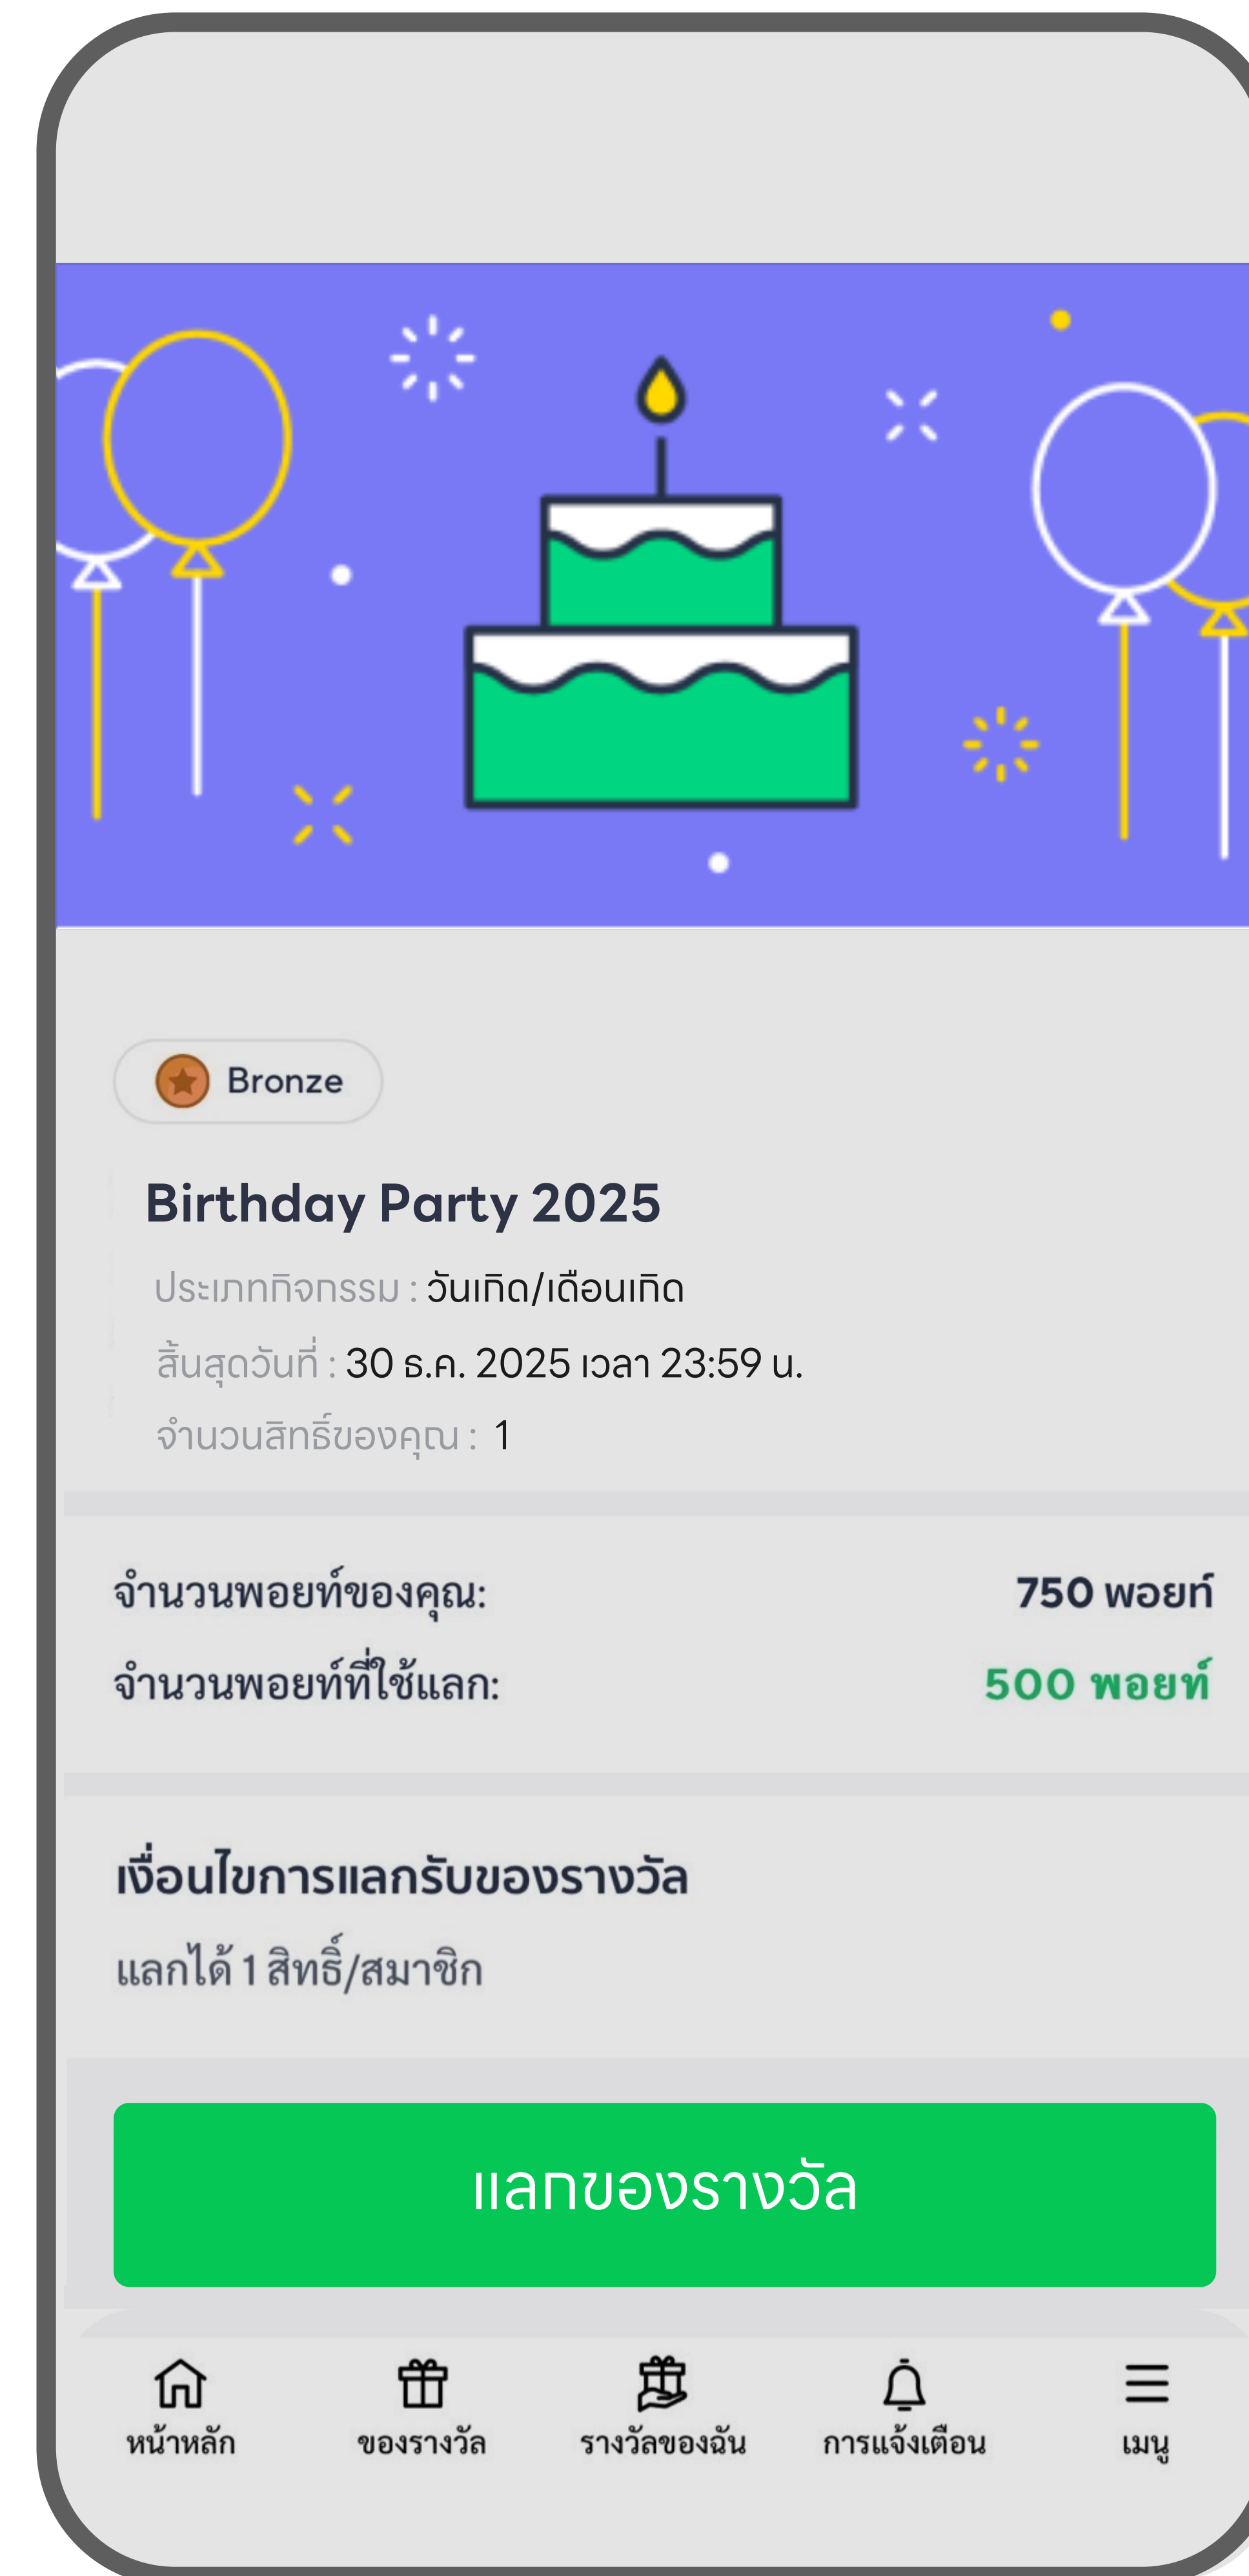 Bronze
Birthday Party 2025
ประเภทกิจกรรม : วันเกิด/เดือนเกิด
สิ้นสุดวันที่ : 30 ธ.ค. 2025 เวลา 23:59 น.
จำนวนสิทธิ์ของคุณ : 1
จำนวนพอยท์ของคุณ: 750 พอยท์
จำนวนพอยท์ที่ใช้แลก: 500 พอยท์
เงื่อนไขการแลกรับของรางวัล
แลกได้ 1 สิทธิ์/สมาชิก
แลกของรางวัล
หน้าหลัก ของรางวัล รางวัลของฉัน การแจ้งเตือน เมนู